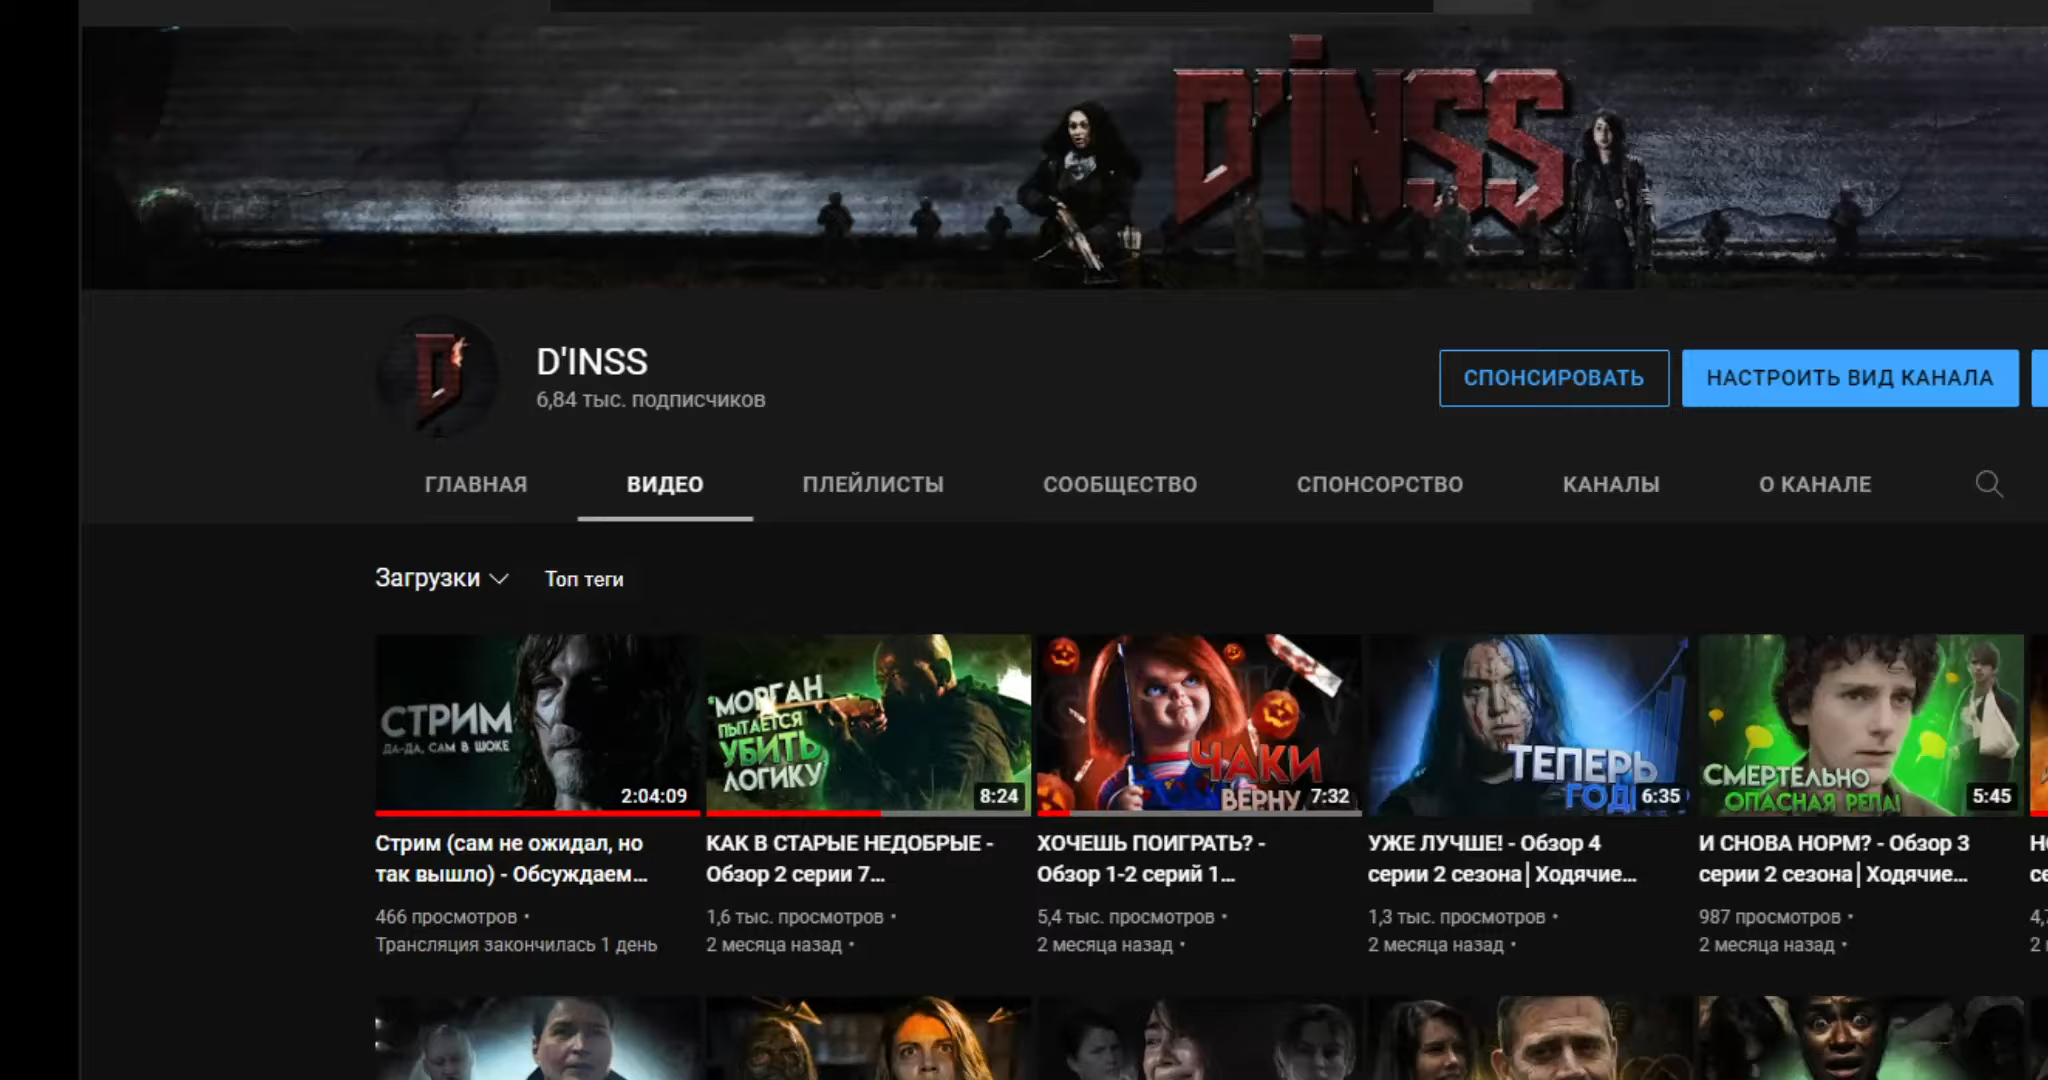 D'INSS
D'INSS
6,84 тыс. подписчиков
СПОНСИРОВАТЬ
НАСТРОИТЬ ВИД КАНАЛА
ГЛАВНАЯ
ВИДЕО
ПЛЕЙЛИСТЫ
СООБЩЕСТВО
СПОНСОРСТВО
КАНАЛЫ
О КАНАЛЕ
Загрузки
Топ теги
СТРИМ
ДА-ДА, САМ В ШОКЕ
2:04:09
МОРГАН
ПЫТАЕТСЯ
УБИТЬ
ЛОГИКУ
8:24
ЧАКИ
7:32
ТЕПЕРЬ
6:35
СМЕРТЕЛЬНО
ОПАСНАЯ РЕПА!
5:45
Стрим (сам не ожидал, но
так вышло) - Обсуждаем...
466 просмотров •
Трансляция закончилась 1 день
КАК В СТАРЫЕ НЕДОБРЫЕ -
Обзор 2 серии 7...
1,6 тыс. просмотров •
2 месяца назад •
ХОЧЕШЬ ПОИГРАТЬ? -
Обзор 1-2 серий 1...
5,4 тыс. просмотров •
2 месяца назад •
УЖЕ ЛУЧШЕ! - Обзор 4
серии 2 сезона | Ходячие...
1,3 тыс. просмотров •
2 месяца назад •
И СНОВА НОРМ? - Обзор 3
серии 2 сезона | Ходячие...
987 просмотров •
2 месяца назад •